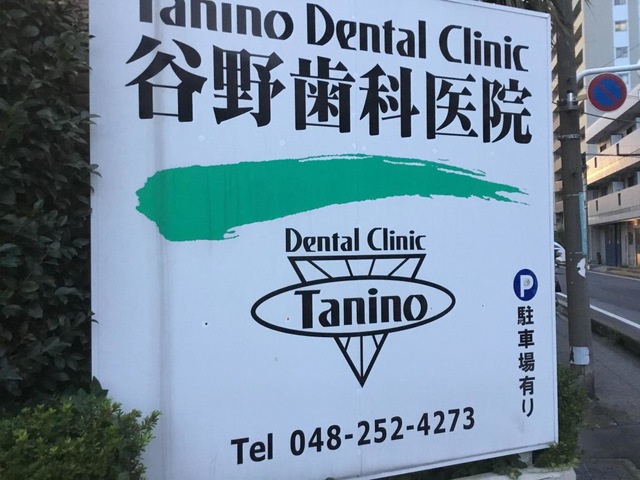 Tanino Dental Clinic
谷野歯科医院
Dental Clinic
Tanino
P
駐車場有り
Tel 048-252-4273